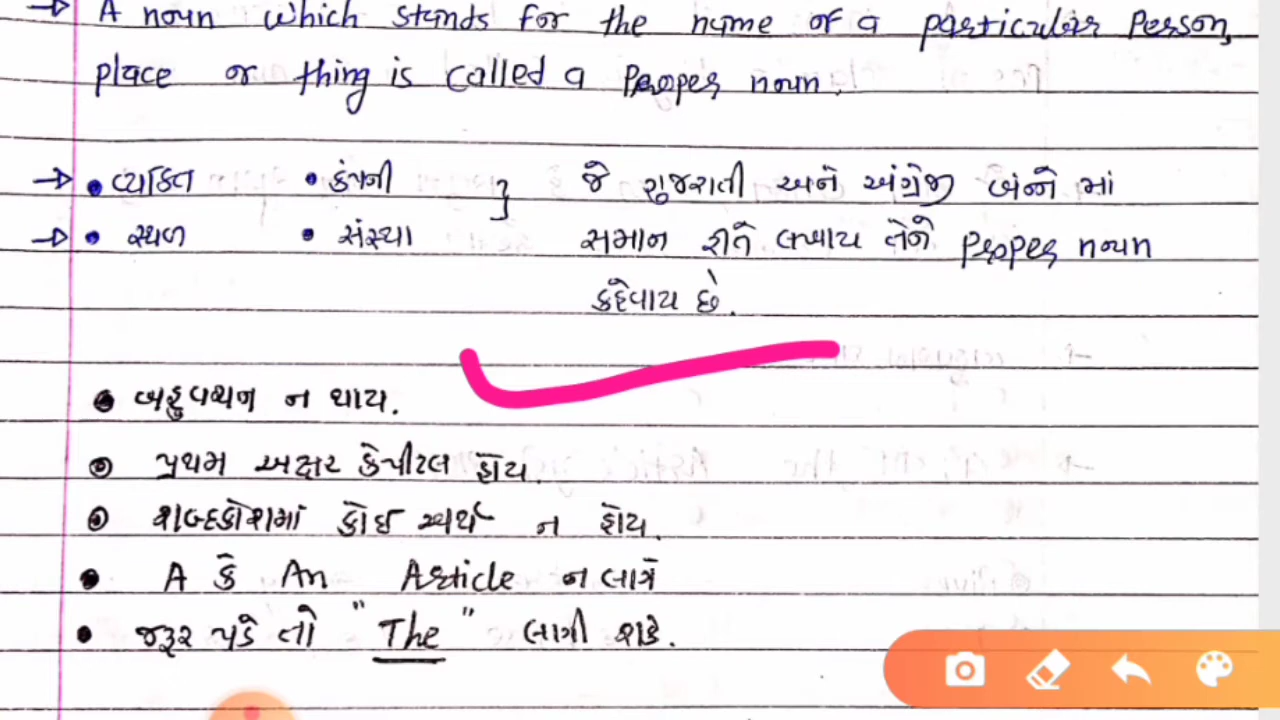 A noun which stands for the name of a particular Person,
place or thing is called a Proper noun.
વ્યકિત • કંપની } જે ગુજરાતી અને અંગ્રેજી બંન્ને માં
સ્થળ • સંસ્થા સમાન રીતે લખાય તેને Proper noun
કહેવાય છે.
બહુવચન ન થાય.
પ્રથમ અક્ષર કેપીટલ હોય.
શબ્દકોશમાં કોઇ અર્થ ન હોય.
A કે An Article ન લાગે
જરૂર પડે તો "The" લાગી શકે.